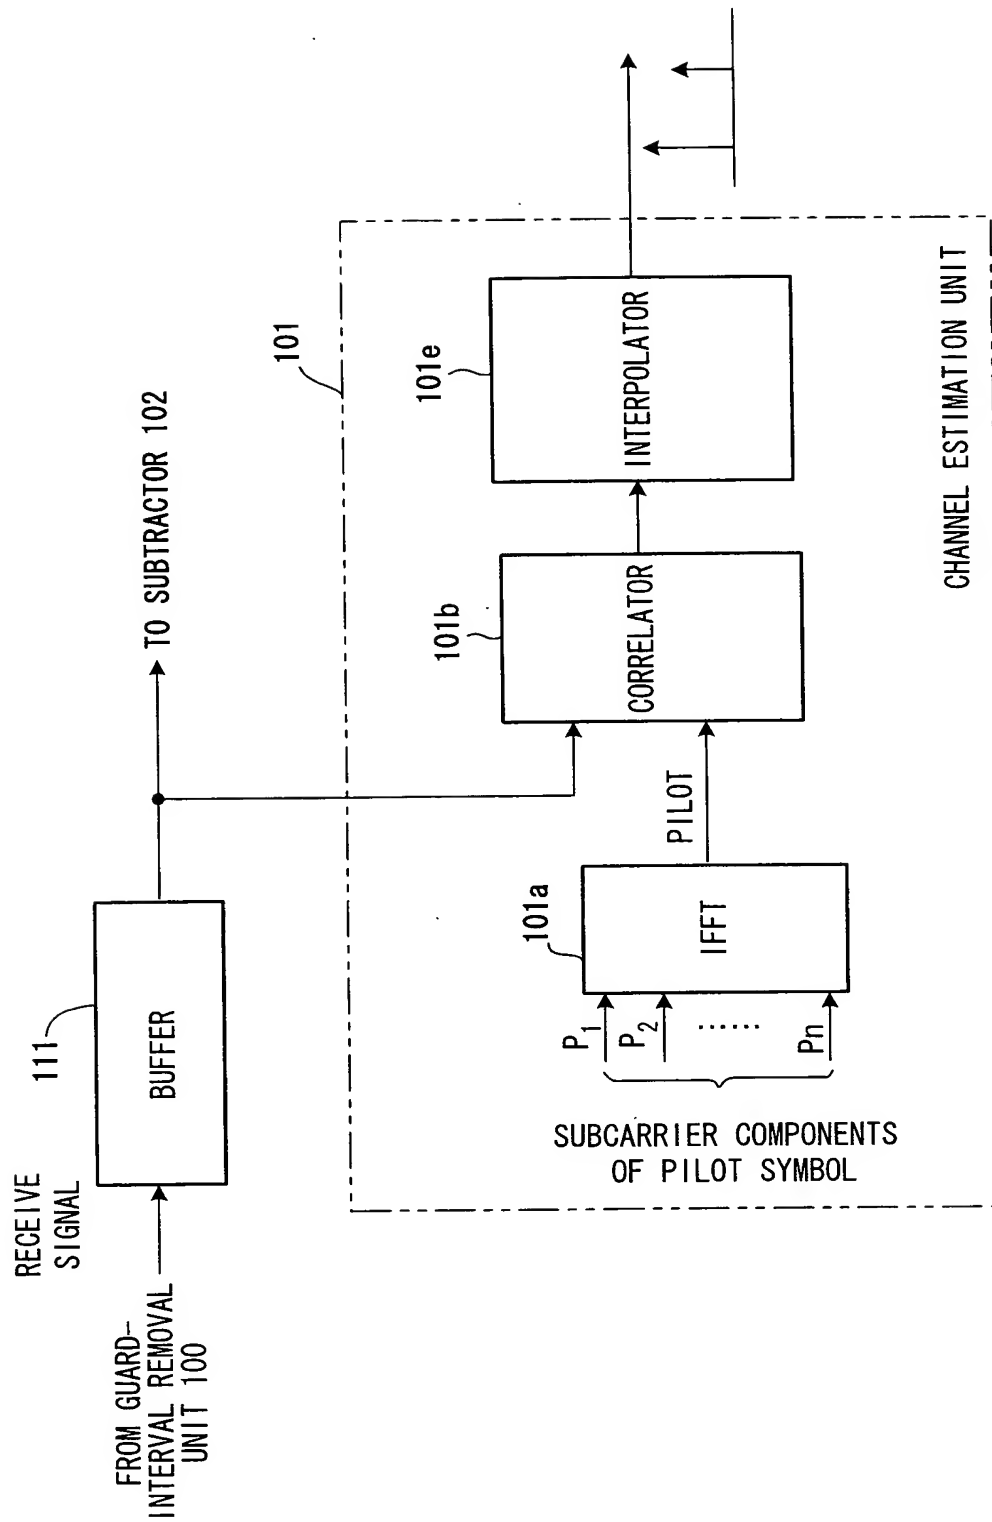 FROM GUARD-
INTERVAL REMOVAL
UNIT 100
RECEIVE
SIGNAL
111
BUFFER
TO SUBTRACTOR 102
101
SUBCARRIER COMPONENTS
OF PILOT SYMBOL
P1
P2
......
Pn
101a
IFFT
PILOT
101b
CORRELATOR
101e
INTERPOLATOR
CHANNEL ESTIMATION UNIT